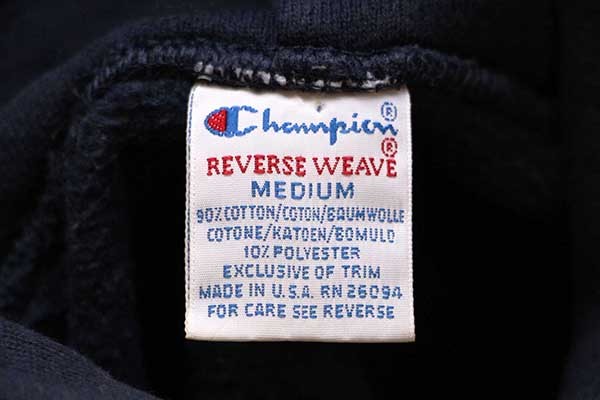 Champion®
REVERSE WEAVE®
MEDIUM
90% COTTON/COTON/BAUMWOLLE
COTONE/KATOEN/BOMULD
10% POLYESTER
EXCLUSIVE OF TRIM
MADE IN U.S.A. RN 26094
FOR CARE SEE REVERSE